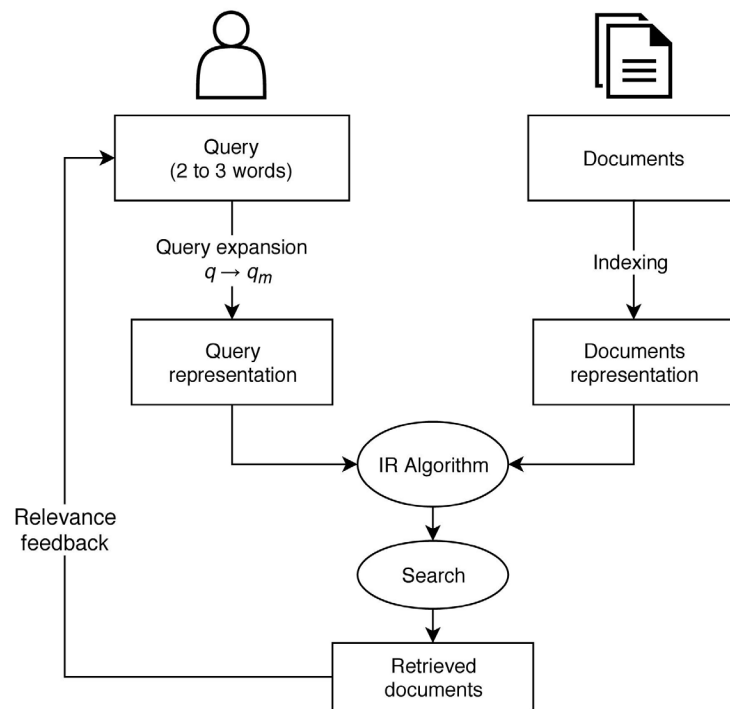 Query
(2 to 3 words)
Documents
Query expansion
q → qm
Indexing
Query
representation
Documents
representation
IR Algorithm
Relevance
feedback
Search
Retrieved
documents